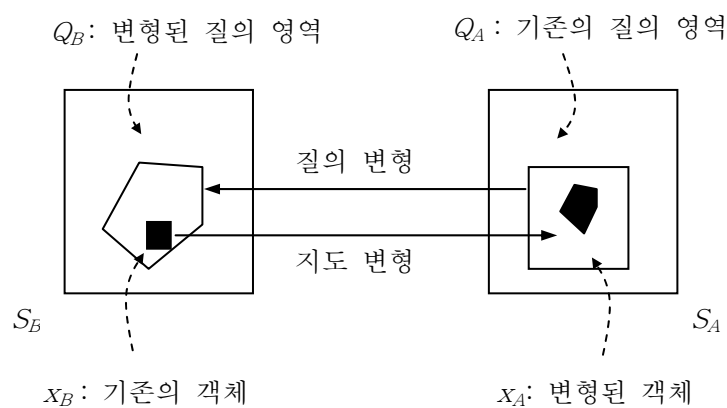 Q_B: 변형된 질의 영역
Q_A : 기존의 질의 영역
질의 변형
지도 변형
S_B
S_A
x_B: 기존의 객체
x_A: 변형된 객체